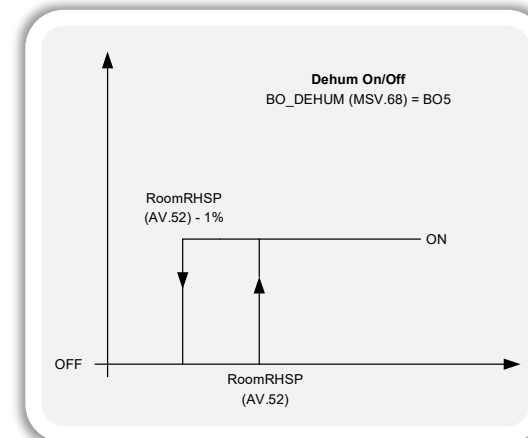 Dehum On/Off
BO_DEHUM (MSV.68) = BO5
RoomRHSP
(AV.52) - 1%
ON
OFF
RoomRHSP
(AV.52)